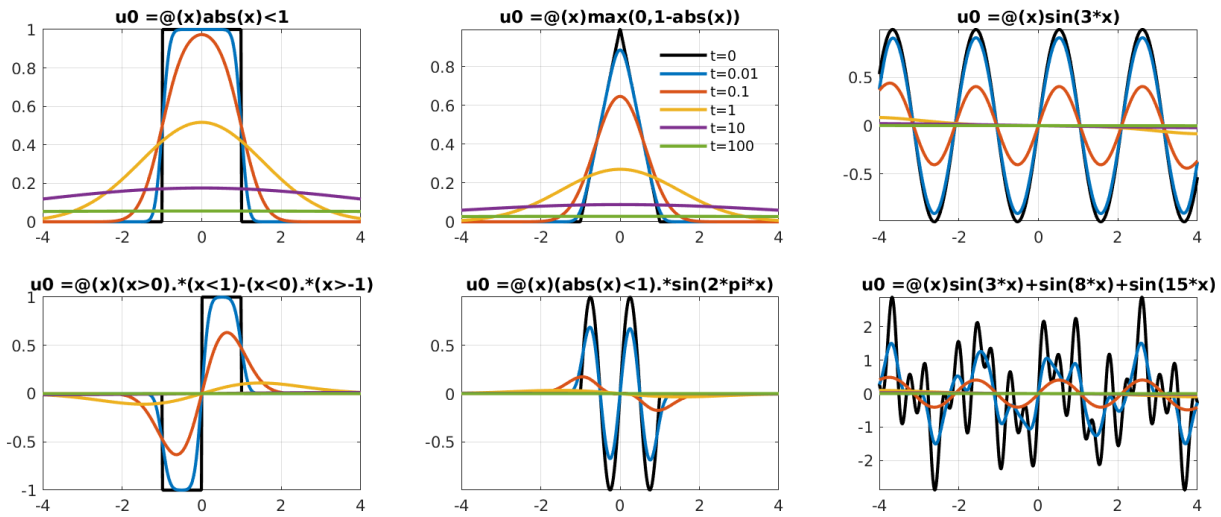 u0 =@(x)abs(x)<1
1
0.8
0.6
0.4
0.2
0
-4 -2 0 2 4
u0 =@(x)max(0,1-abs(x))
0.8
0.6
0.4
0.2
0
t=0
t=0.01
t=0.1
t=1
t=10
t=100
-4 -2 0 2 4
u0 =@(x)sin(3*x)
0.5
0
-0.5
-4 -2 0 2 4
u0 =@(x)(x>0).*(x<1)-(x<0).*(x>-1)
1
0.5
0
-0.5
-1
-4 -2 0 2 4
u0 =@(x)(abs(x)<1).*sin(2*pi*x)
0.5
0
-0.5
-4 -2 0 2 4
u0 =@(x)sin(3*x)+sin(8*x)+sin(15*x)
2
1
0
-1
-2
-4 -2 0 2 4